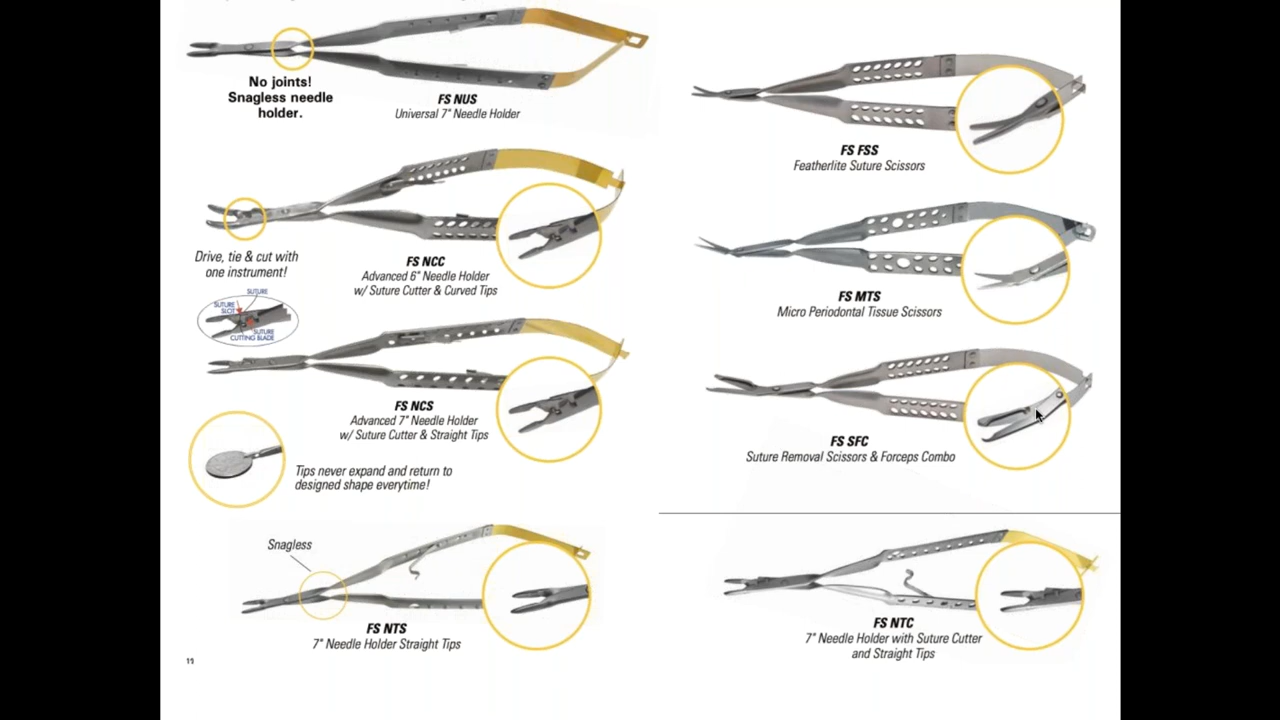 No joints!
Snagless needle
holder.
FS NUS
Universal 7" Needle Holder
Drive, tie & cut with
one instrument!
FS NCC
Advanced 6" Needle Holder
w/ Suture Cutter & Curved Tips
SUTURE
SUTURE
SLOT
SUTURE
CUTTING BLADE
FS NCS
Advanced 7" Needle Holder
w/ Suture Cutter & Straight Tips
Tips never expand and return to
designed shape everytime!
Snagless
FS NTS
7" Needle Holder Straight Tips
11
FS FSS
Featherlite Suture Scissors
FS MTS
Micro Periodontal Tissue Scissors
FS SFC
Suture Removal Scissors & Forceps Combo
FS NTC
7" Needle Holder with Suture Cutter
and Straight Tips